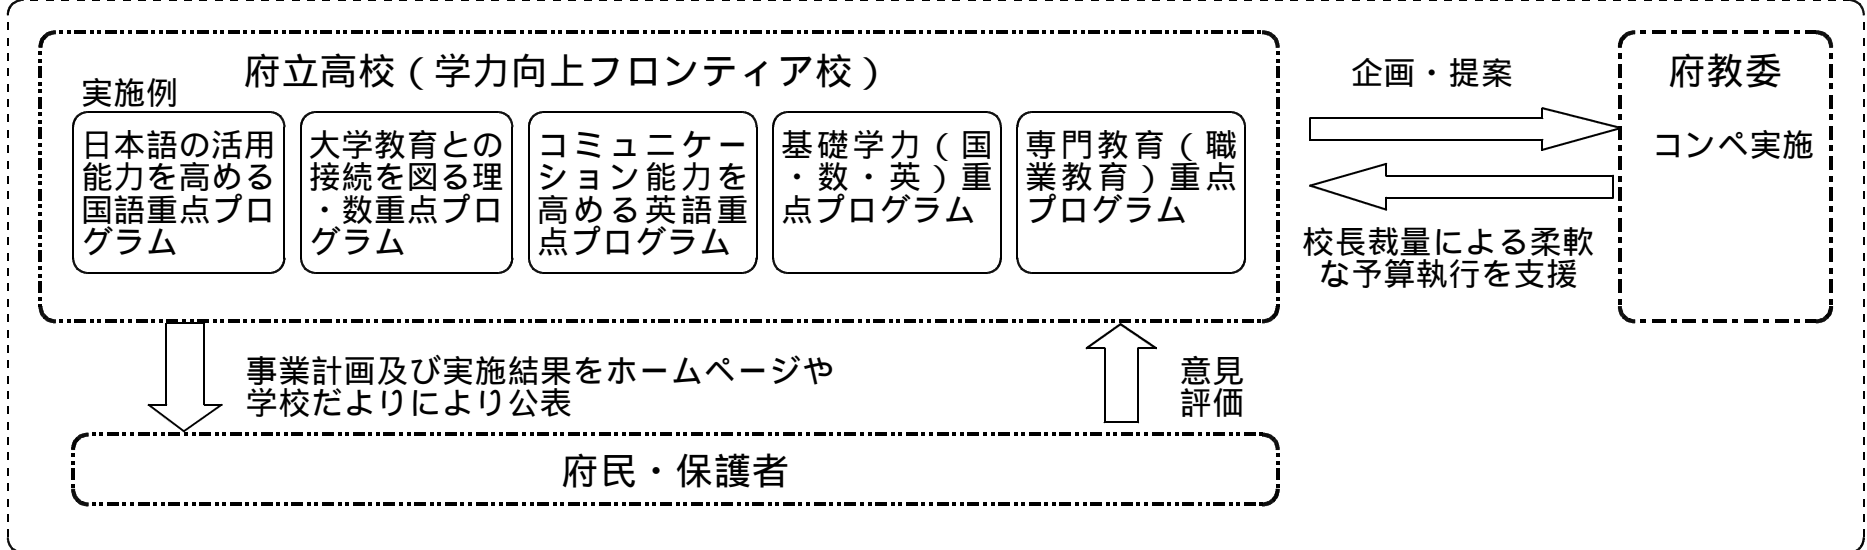 府立高校（学力向上フロンティア校）
実施例
日本語の活用
能力を高める
国語重点プロ
グラム
大学教育との
接続を図る理
・数重点プロ
グラム
コミュニケー
ション能力を
高める英語重
点プログラム
基礎学力（国
・数・英）重
点プログラム
専門教育（職
業教育）重点
プログラム
企画・提案
校長裁量による柔軟
な予算執行を支援
府教委
コンペ実施
事業計画及び実施結果をホームページや
学校だよりにより公表
意見
評価
府民・保護者